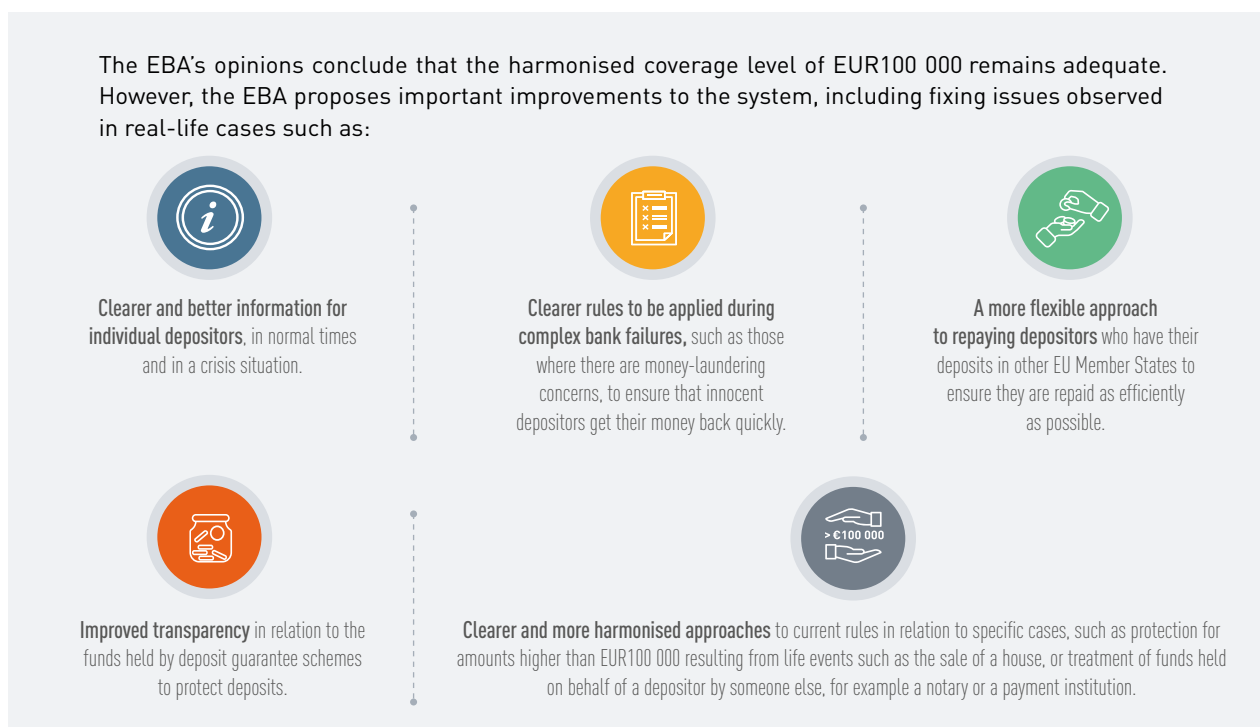 The EBA's opinions conclude that the harmonised coverage level of EUR100 000 remains adequate.
However, the EBA proposes important improvements to the system, including fixing issues observed
in real-life cases such as:
i
Clearer and better information for
individual depositors, in normal times
and in a crisis situation.
Clearer rules to be applied during
complex bank failures, such as those
where there are money-laundering
concerns, to ensure that innocent
depositors get their money back quickly.
A more flexible approach
to repaying depositors who have their
deposits in other EU Member States to
ensure they are repaid as efficiently
as possible.
Improved transparency in relation to the
funds held by deposit guarantee schemes
to protect deposits.
> €100 000
Clearer and more harmonised approaches to current rules in relation to specific cases, such as protection for
amounts higher than EUR100 000 resulting from life events such as the sale of a house, or treatment of funds held
on behalf of a depositor by someone else, for example a notary or a payment institution.